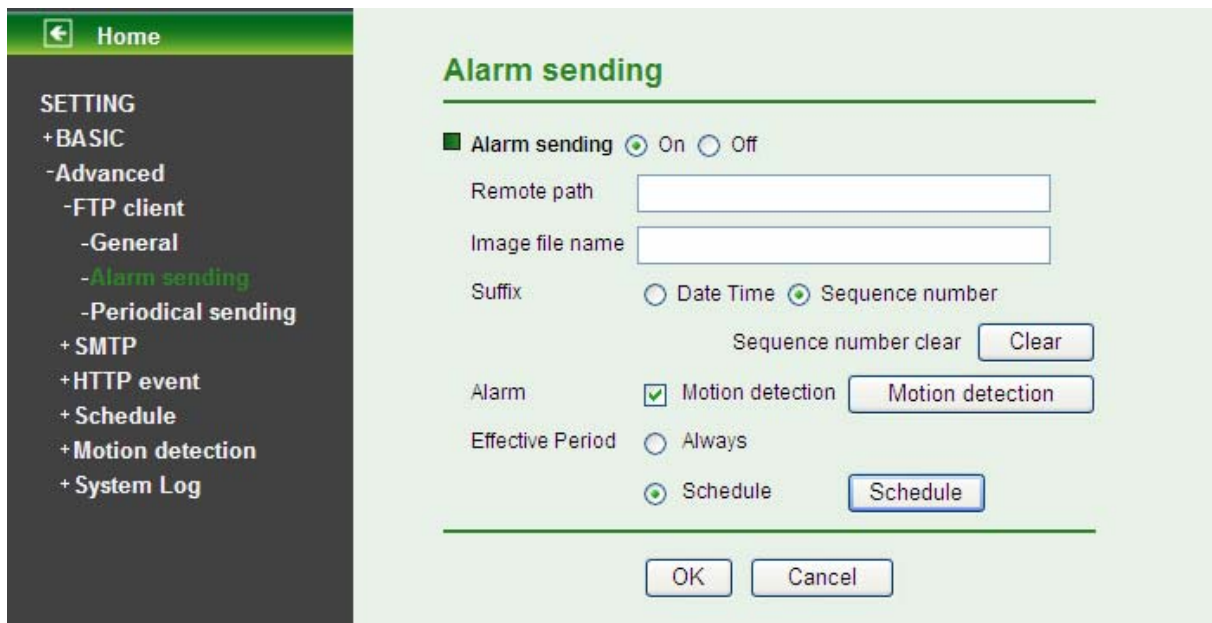 Home
SETTING
+BASIC
-Advanced
-FTP client
-General
-Alarm sending
-Periodical sending
+SMTP
+HTTP event
+Schedule
+Motion detection
+System Log
Alarm sending
Alarm sending On Off
Remote path
Image file name
Suffix Date Time Sequence number
Sequence number clear Clear
Alarm Motion detection Motion detection
Effective Period Always
Schedule Schedule
OK Cancel